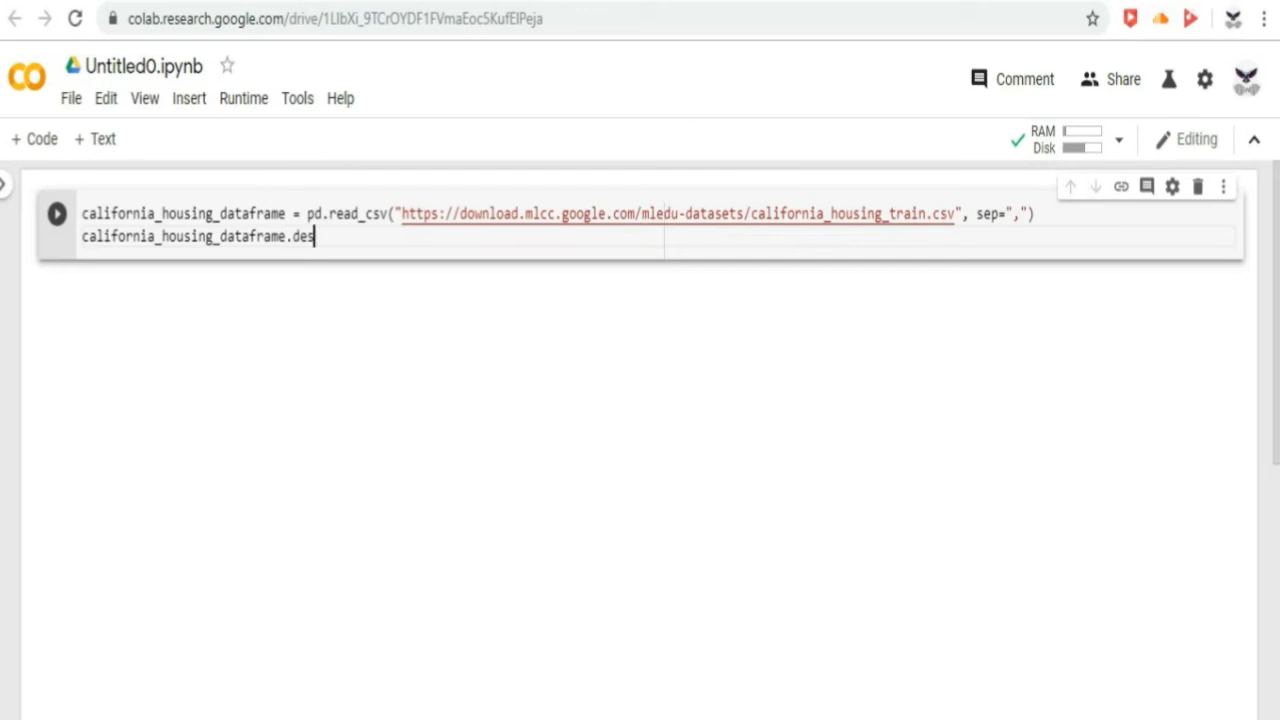 colab.research.google.com/drive/1LIbXi_9TCrOYDF1FVmaEoc5KufEIPeja
CO Untitled0.ipynb
File Edit View Insert Runtime Tools Help
Comment Share
+ Code + Text
RAM
Disk
Editing
california_housing_dataframe = pd.read_csv("https://download.mlcc.google.com/mledu-datasets/california_housing_train.csv", sep=",")
california_housing_dataframe.des